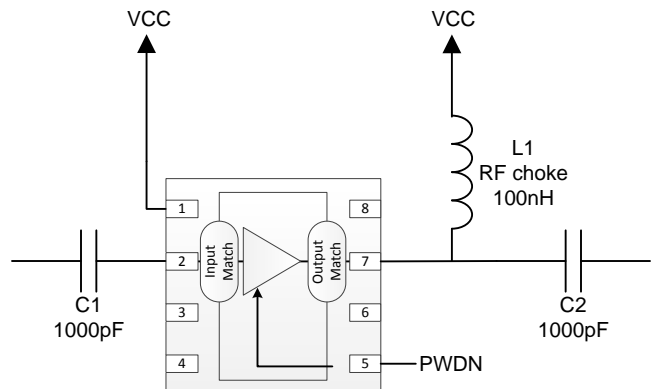 VCC
VCC
L1
RF choke
100nH
1
8
2
Input
Match
Output
Match
7
C1
1000pF
3
6
C2
1000pF
4
5
PWDN